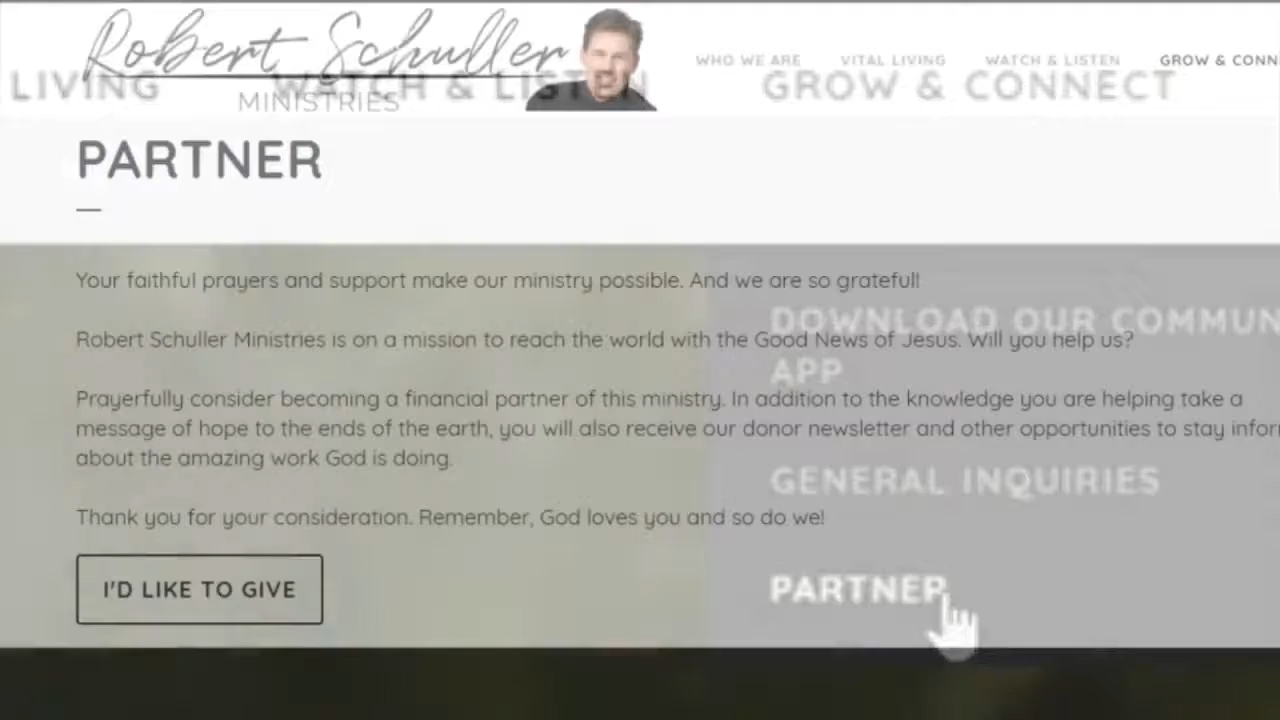 Robert Schuller
MINISTRIES
WHO WE ARE VITAL LIVING WATCH & LISTEN GROW & CONN
LIVING WATCH & LISTEN GROW & CONNECT
PARTNER
Your faithful prayers and support make our ministry possible. And we are so grateful!
DOWNLOAD OUR COMMUN
APP
Robert Schuller Ministries is on a mission to reach the world with the Good News of Jesus. Will you help us?
Prayerfully consider becoming a financial partner of this ministry. In addition to the knowledge you are helping take a
message of hope to the ends of the earth, you will also receive our donor newsletter and other opportunities to stay infor
about the amazing work God is doing.
GENERAL INQUIRIES
Thank you for your consideration. Remember, God loves you and so do we!
I'D LIKE TO GIVE
PARTNER